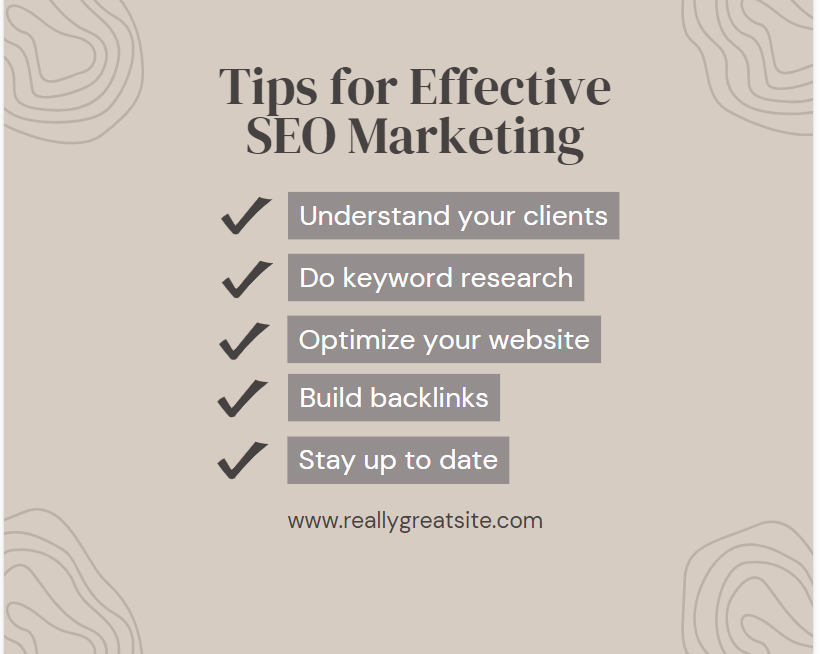 Tips for Effective
SEO Marketing
Understand your clients
Do keyword research
Optimize your website
Build backlinks
Stay up to date
www.reallygreatsite.com